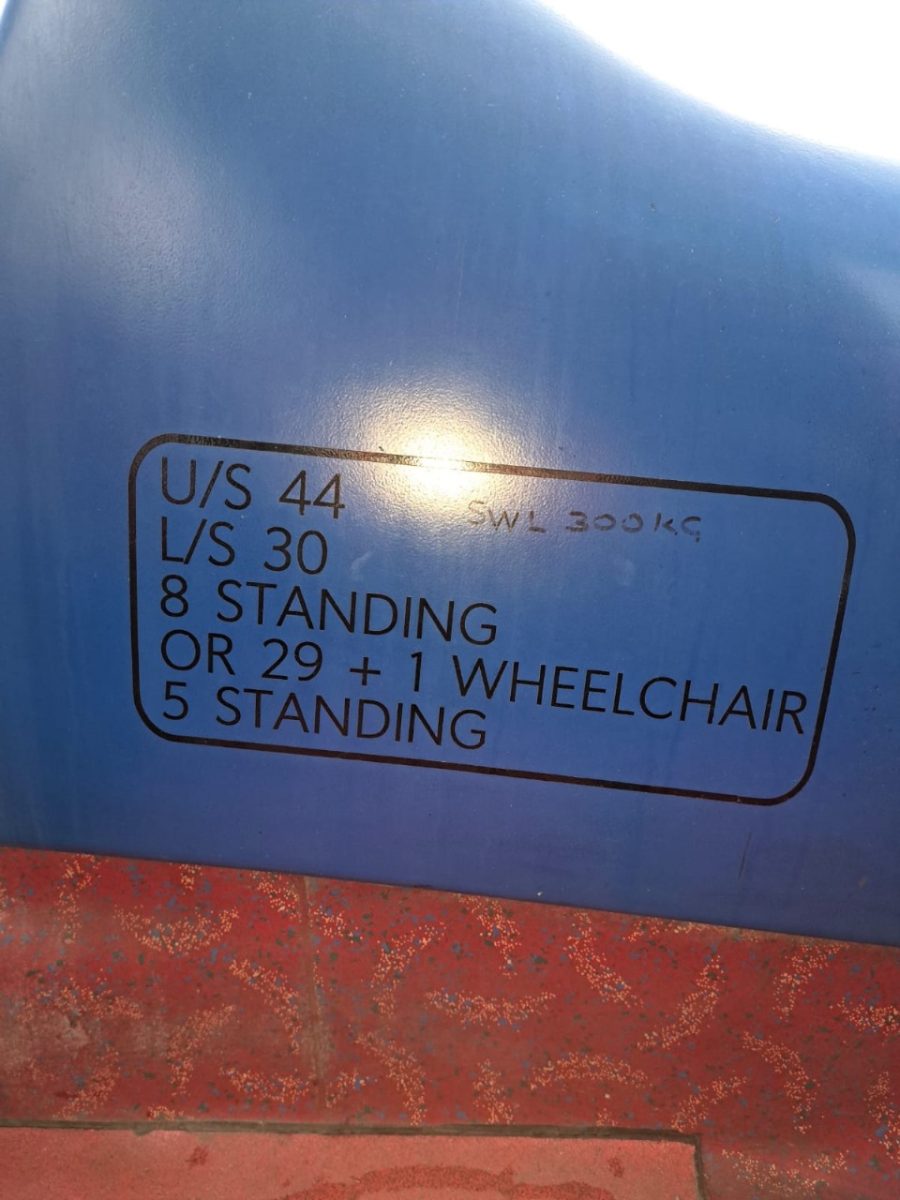 U/S 44
SWL 300KG
L/S 30
8 STANDING
OR 29 + 1 WHEELCHAIR
5 STANDING